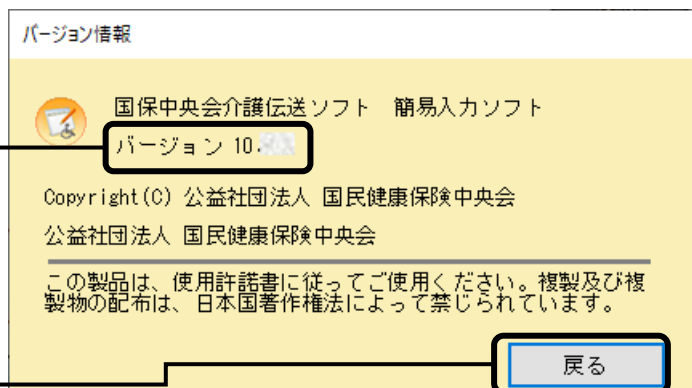 バージョン情報
国保中央会介護伝送ソフト　簡易入力ソフト
バージョン 10.
Copyright(C) 公益社団法人 国民健康保険中央会
公益社団法人 国民健康保険中央会
この製品は、使用許諾書に従ってご使用ください。複製及び複
製物の配布は、日本国著作権法によって禁じられています。
戻る